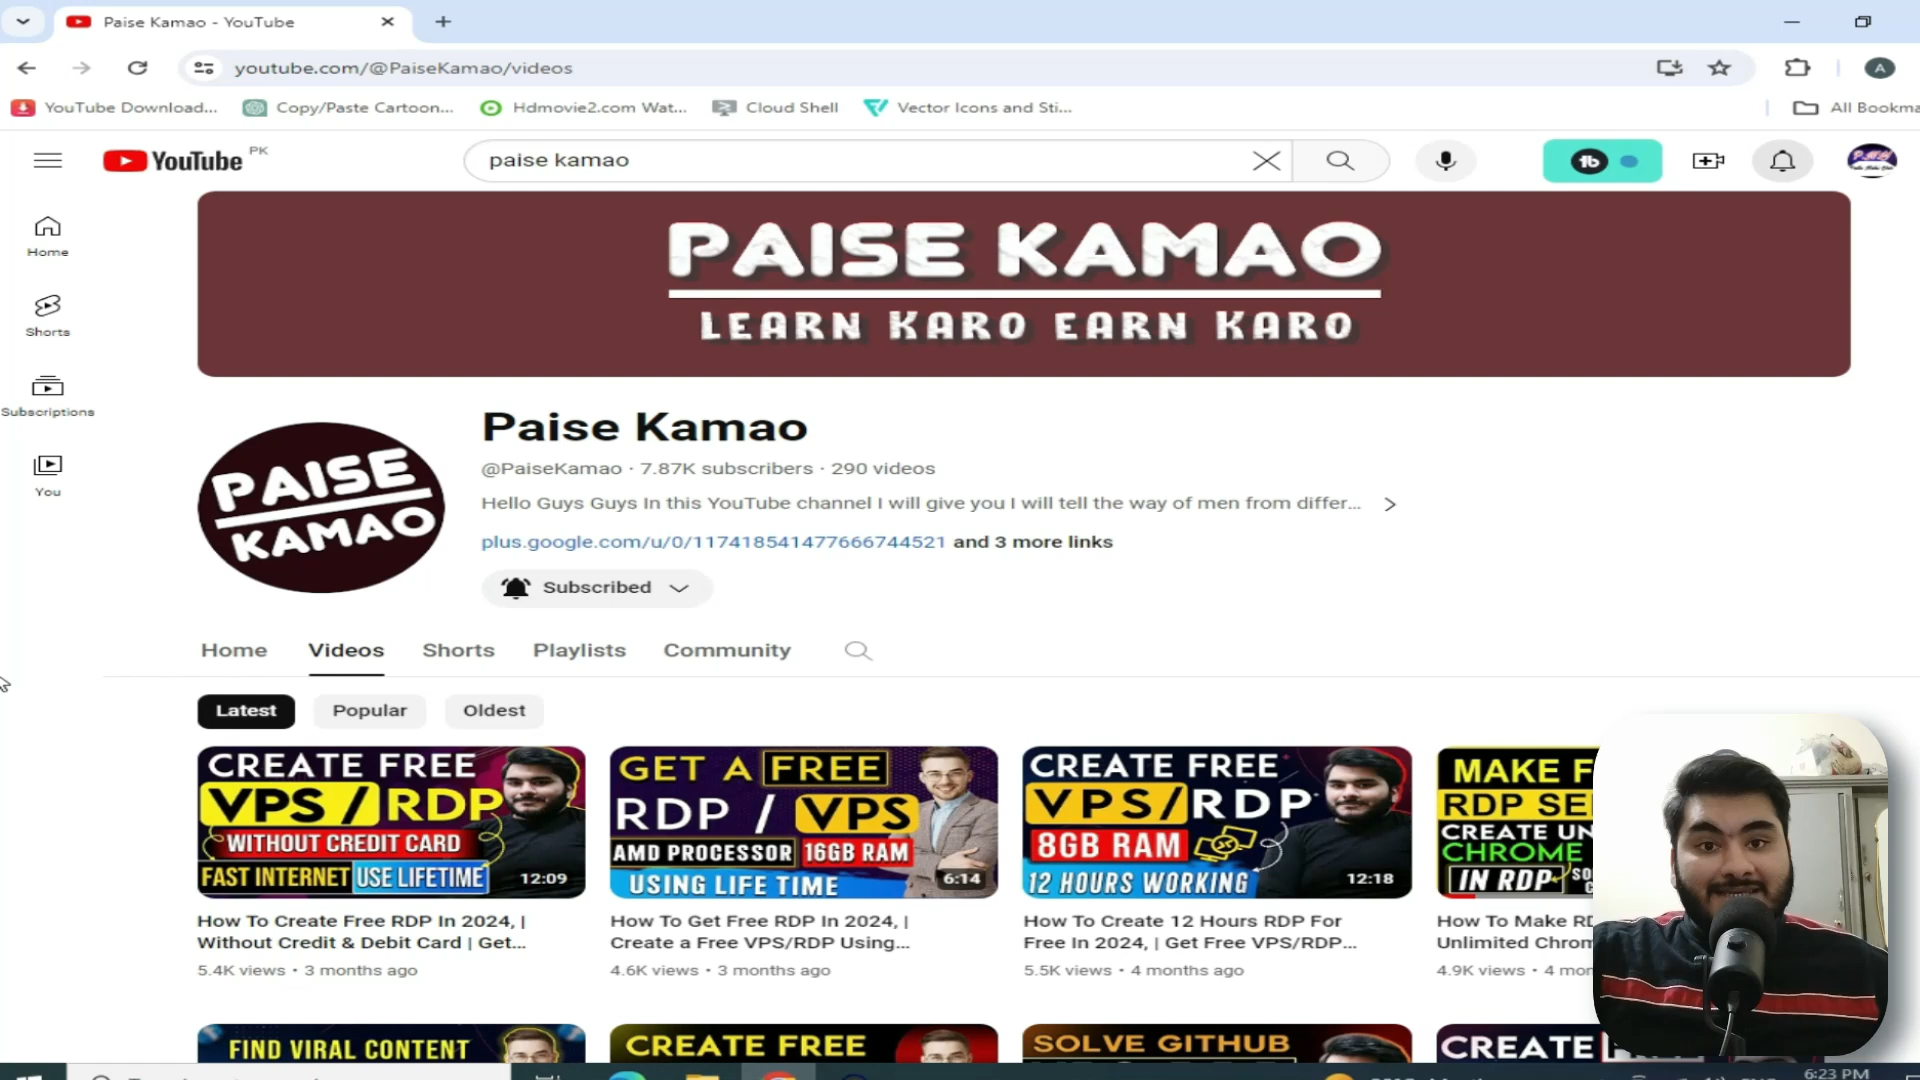 Paise Kamao - YouTube
youtube.com/@PaiseKamao/videos
A
YouTube Download...
Copy/Paste Cartoon...
Hdmovie2.com Wat...
Cloud Shell
Vector Icons and Sti...
All Bookma
YouTube PK
paise kamao
Home
Shorts
Subscriptions
You
PAISE KAMAO
LEARN KARO EARN KARO
PAISE
KAMAO
Paise Kamao
@PaiseKamao · 7.87K subscribers · 290 videos
Hello Guys Guys In this YouTube channel I will give you I will tell the way of men from differ...
plus.google.com/u/0/117418541477666744521 and 3 more links
Subscribed
Home
Videos
Shorts
Playlists
Community
Latest
Popular
Oldest
CREATE FREE
VPS / RDP
WITHOUT CREDIT CARD
FAST INTERNET USE LIFETIME
12:09
How To Create Free RDP In 2024, |
Without Credit & Debit Card | Get...
5.4K views • 3 months ago
GET A FREE
RDP / VPS
AMD PROCESSOR 16GB RAM
USING LIFE TIME
6:14
How To Get Free RDP In 2024, |
Create a Free VPS/RDP Using...
4.6K views • 3 months ago
CREATE FREE
VPS/RDP
8GB RAM
12 HOURS WORKING
12:18
How To Create 12 Hours RDP For
Free In 2024, | Get Free VPS/RDP...
5.5K views • 4 months ago
MAKE F
RDP SE
CREATE UN
CHROME
IN RDP
How To Make RD
Unlimited Chrom
4.9K views • 4 mon
FIND VIRAL CONTENT
CREATE FREE
SOLVE GITHUB
CREATE
6:23 PM